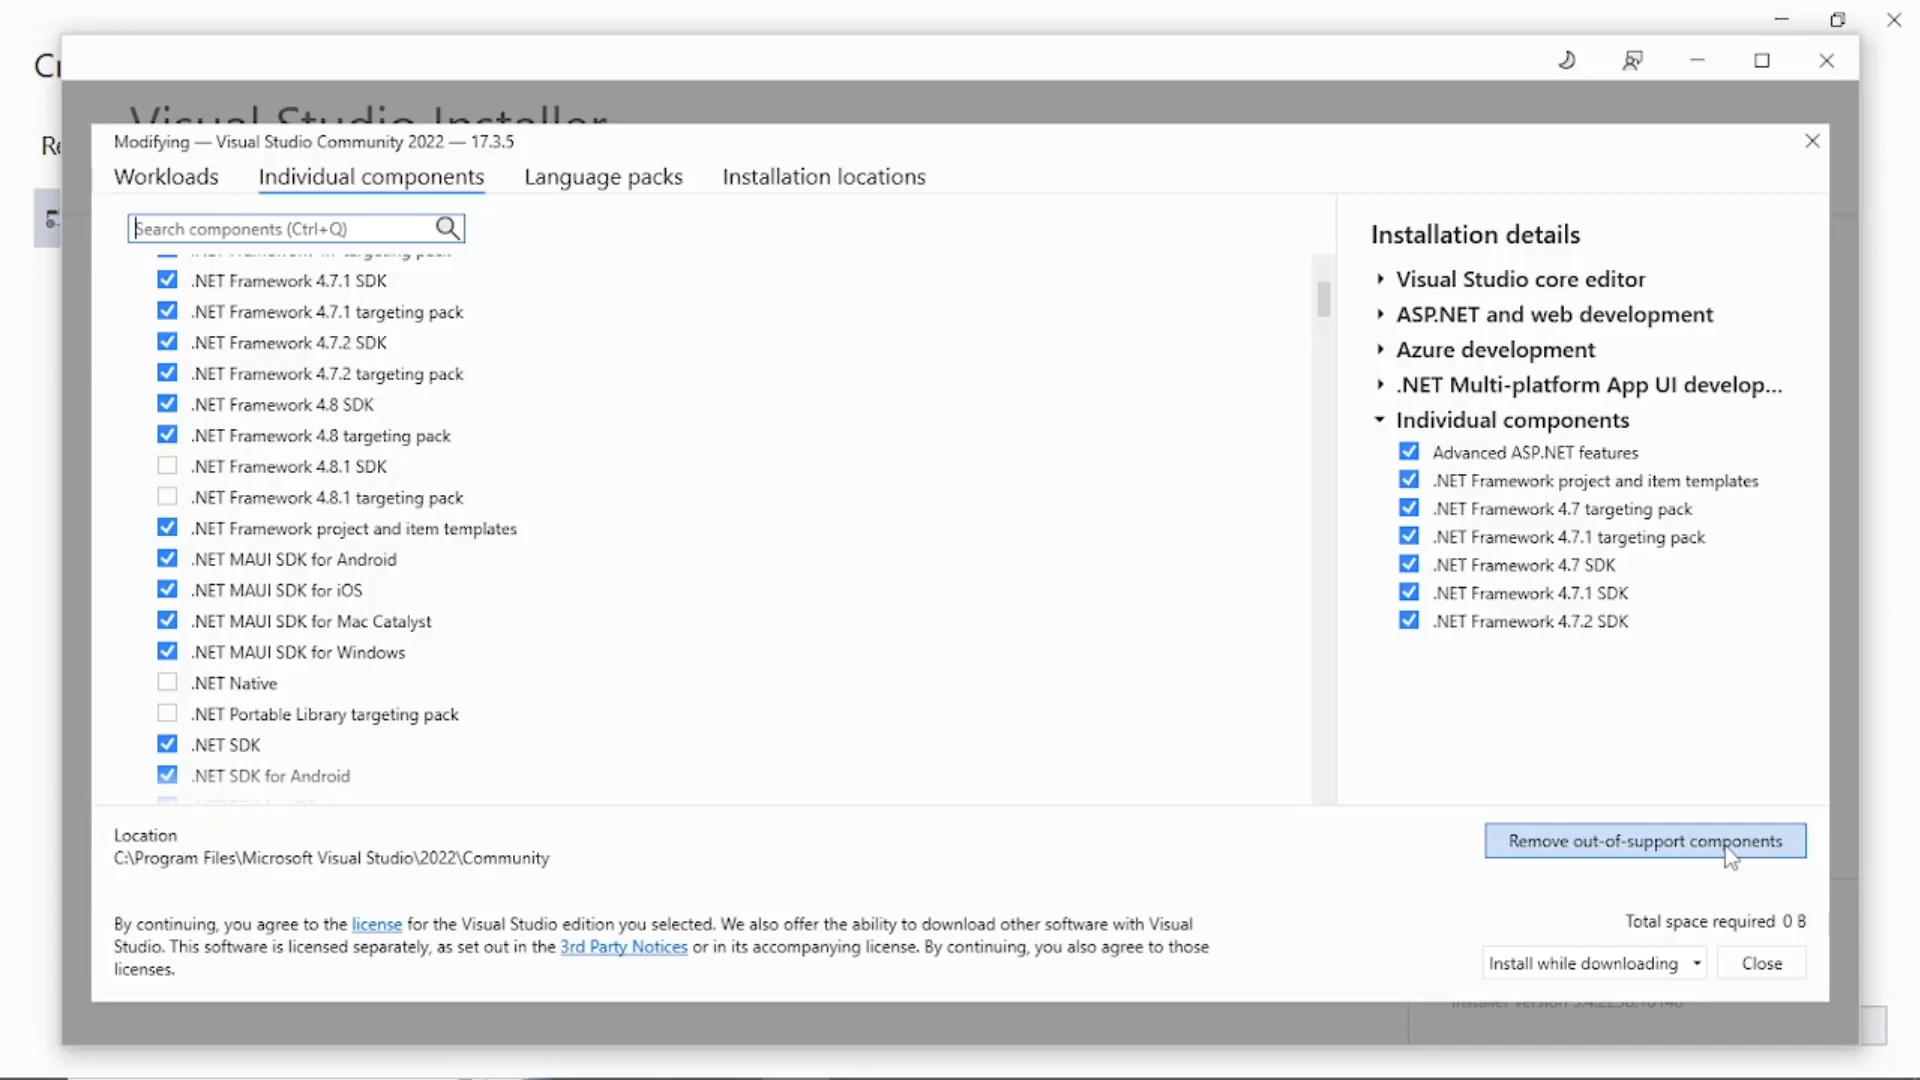 Visual Studio Installer
Modifying — Visual Studio Community 2022 — 17.3.5
Workloads
Individual components
Language packs
Installation locations
Search components (Ctrl+Q)
.NET Framework 4.7.1 SDK
.NET Framework 4.7.1 targeting pack
.NET Framework 4.7.2 SDK
.NET Framework 4.7.2 targeting pack
.NET Framework 4.8 SDK
.NET Framework 4.8 targeting pack
.NET Framework 4.8.1 SDK
.NET Framework 4.8.1 targeting pack
.NET Framework project and item templates
.NET MAUI SDK for Android
.NET MAUI SDK for iOS
.NET MAUI SDK for Mac Catalyst
.NET MAUI SDK for Windows
.NET Native
.NET Portable Library targeting pack
.NET SDK
.NET SDK for Android
Installation details
Visual Studio core editor
ASP.NET and web development
Azure development
.NET Multi-platform App UI develop...
Individual components
Advanced ASP.NET features
.NET Framework project and item templates
.NET Framework 4.7 targeting pack
.NET Framework 4.7.1 targeting pack
.NET Framework 4.7 SDK
.NET Framework 4.7.1 SDK
.NET Framework 4.7.2 SDK
Location
C:\Program Files\Microsoft Visual Studio\2022\Community
Remove out-of-support components
By continuing, you agree to the license for the Visual Studio edition you selected. We also offer the ability to download other software with Visual
Studio. This software is licensed separately, as set out in the 3rd Party Notices or in its accompanying license. By continuing, you also agree to those
licenses.
Total space required 0 B
Install while downloading
Close